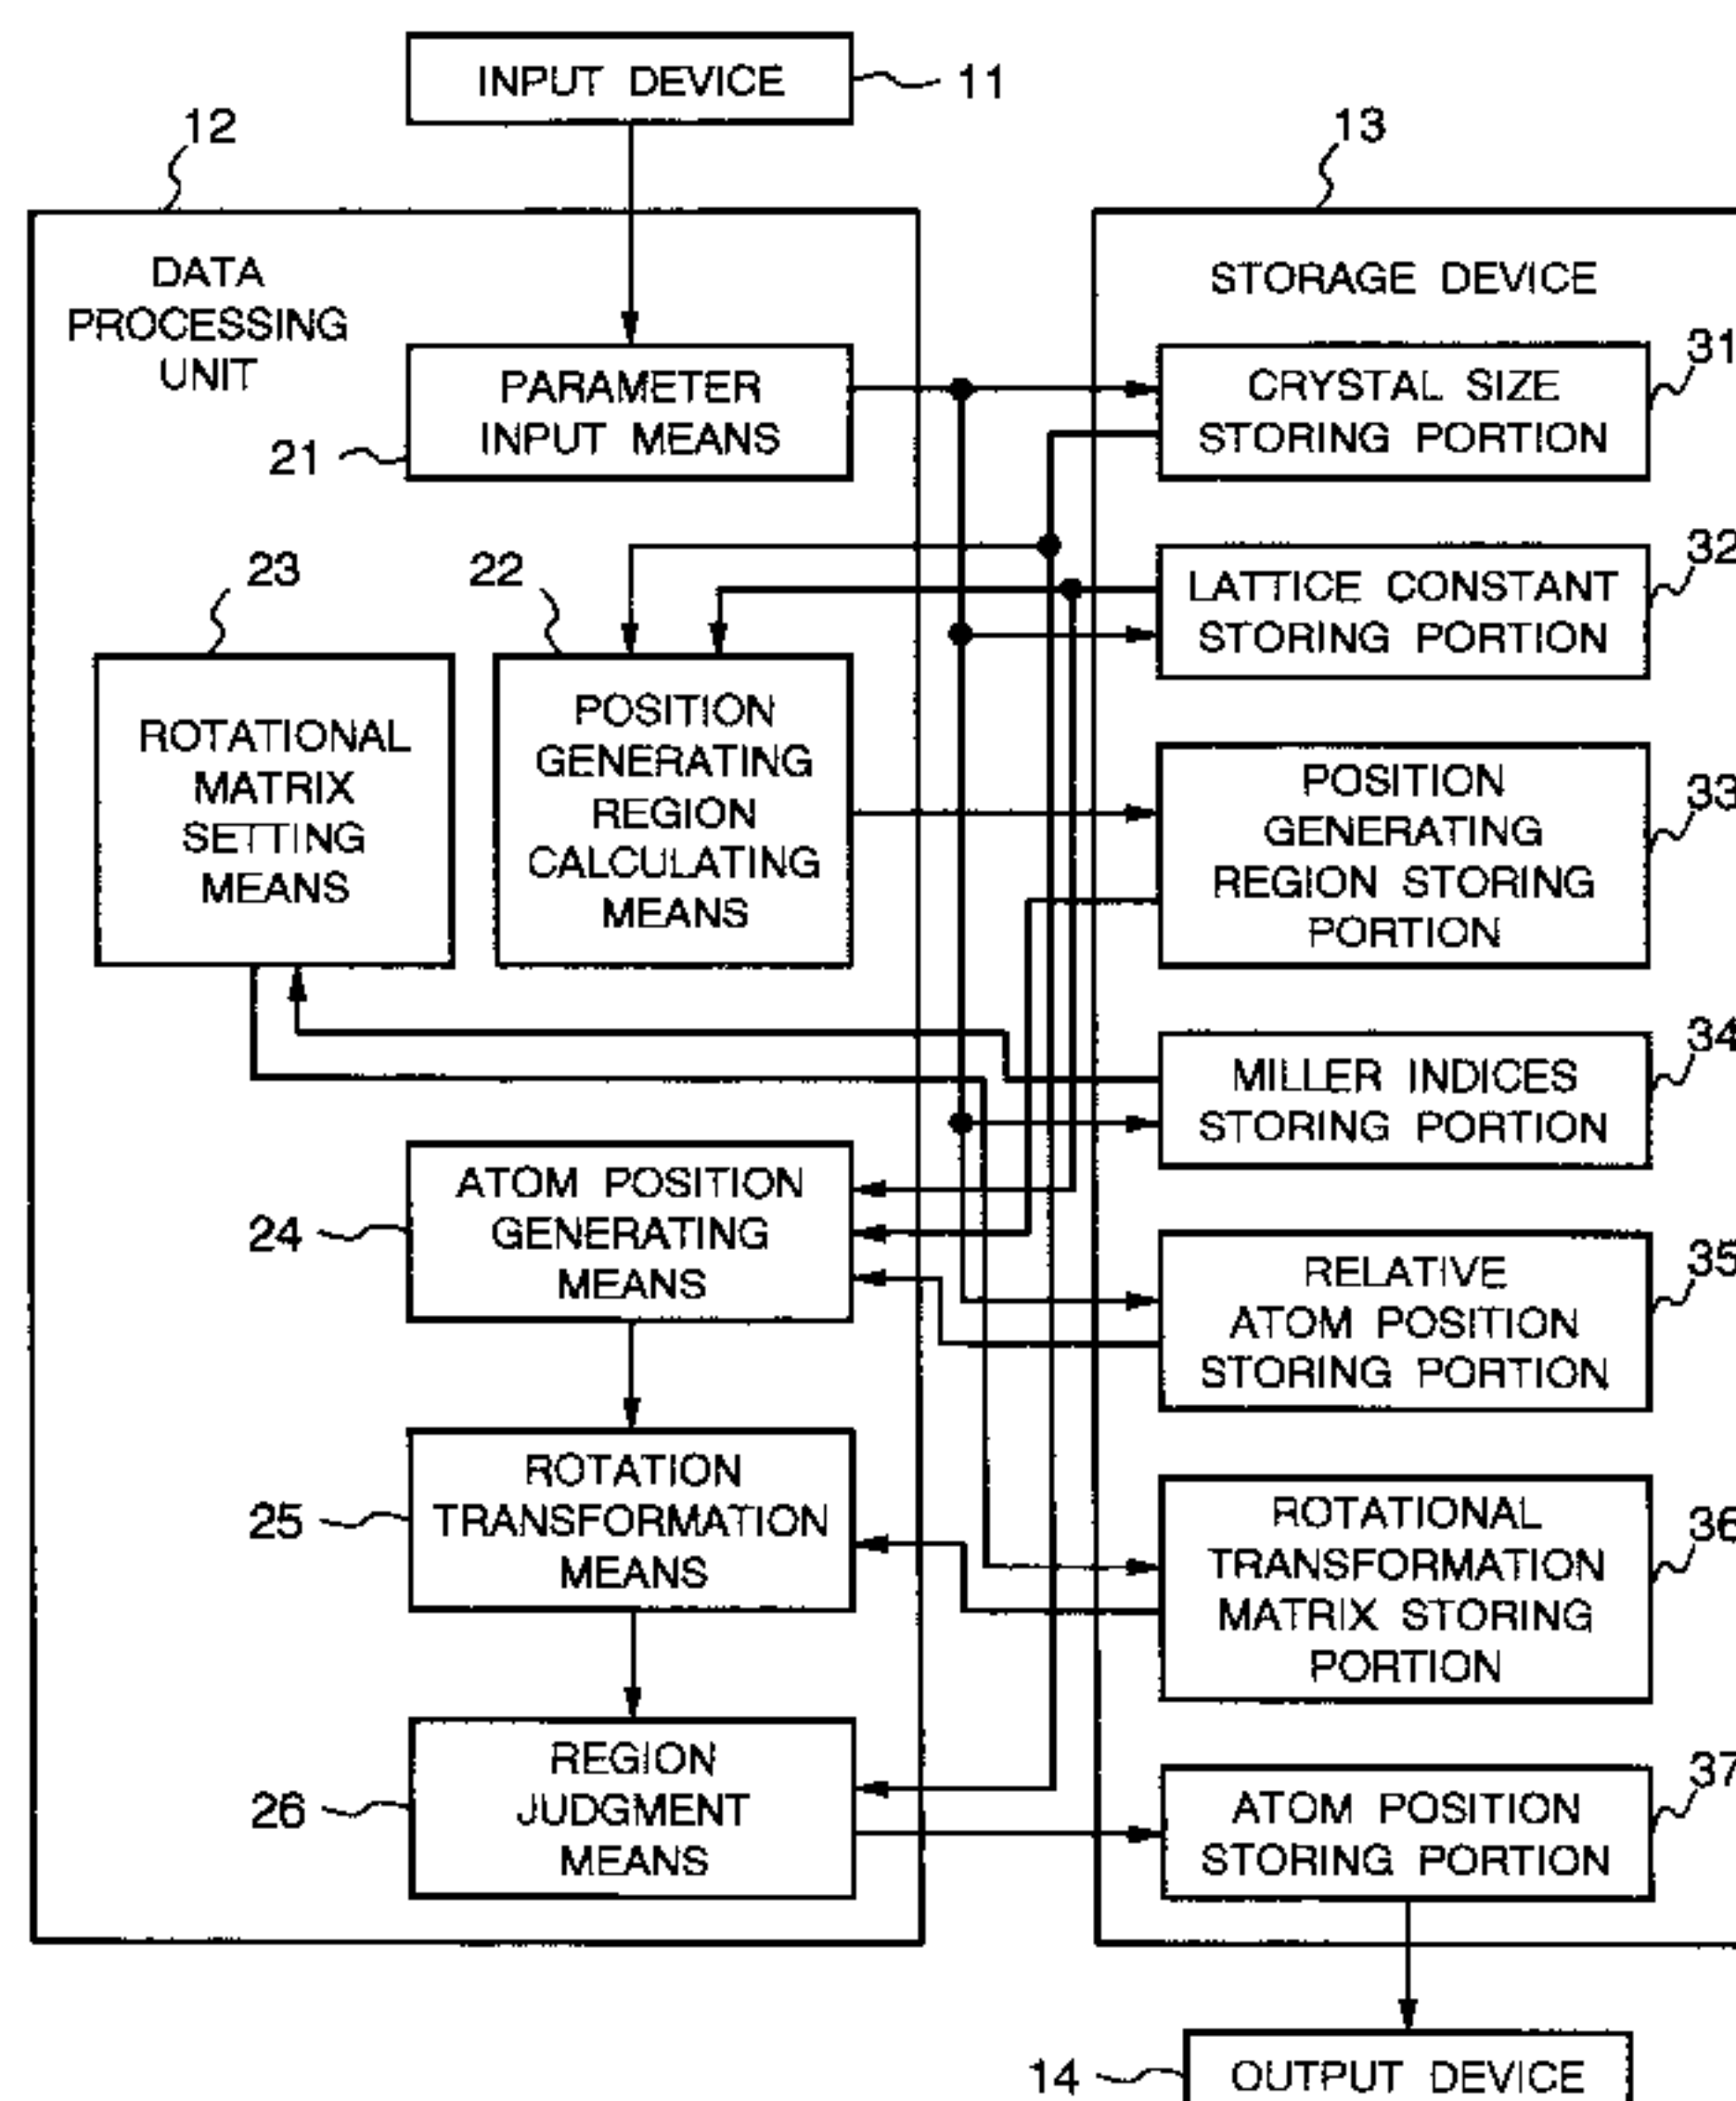 INPUT DEVICE
11
12
13
DATA
PROCESSING
UNIT
STORAGE DEVICE
PARAMETER
INPUT MEANS
21
CRYSTAL SIZE
STORING PORTION
31
23
22
LATTICE CONSTANT
STORING PORTION
32
ROTATIONAL
MATRIX
SETTING
MEANS
POSITION
GENERATING
REGION
CALCULATING
MEANS
POSITION
GENERATING
REGION STORING
PORTION
33
MILLER INDICES
STORING PORTION
34
ATOM POSITION
GENERATING
MEANS
24
RELATIVE
ATOM POSITION
STORING PORTION
35
ROTATION
TRANSFORMATION
MEANS
25
ROTATIONAL
TRANSFORMATION
MATRIX STORING
PORTION
36
REGION
JUDGMENT
MEANS
26
ATOM POSITION
STORING PORTION
37
14
OUTPUT DEVICE